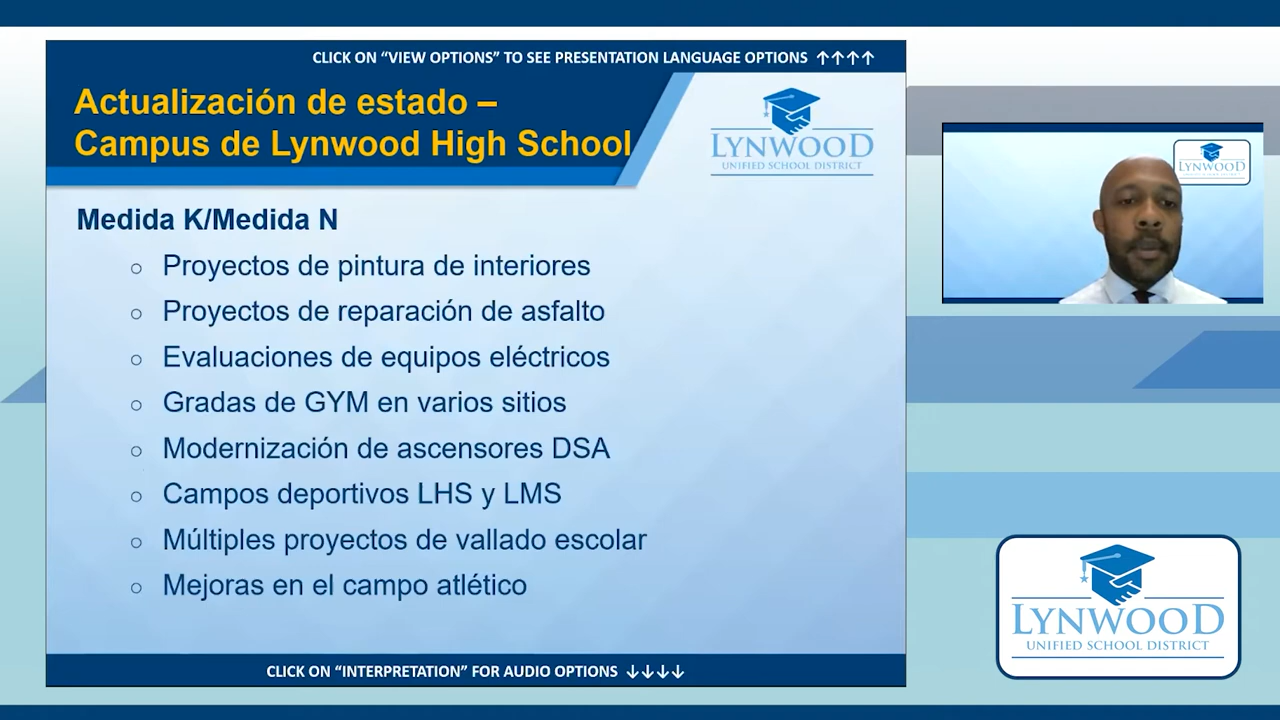 CLICK ON “VIEW OPTIONS” TO SEE PRESENTATION LANGUAGE OPTIONS ↑↑↑↑
Actualización de estado –
Campus de Lynwood High School
LYNWOOD
UNIFIED SCHOOL DISTRICT
Medida K/Medida N
○ Proyectos de pintura de interiores
○ Proyectos de reparación de asfalto
○ Evaluaciones de equipos eléctricos
○ Gradas de GYM en varios sitios
○ Modernización de ascensores DSA
○ Campos deportivos LHS y LMS
○ Múltiples proyectos de vallado escolar
○ Mejoras en el campo atlético
CLICK ON “INTERPRETATION” FOR AUDIO OPTIONS ↓↓↓↓
LYNWOOD
LYNWOOD
UNIFIED SCHOOL DISTRICT